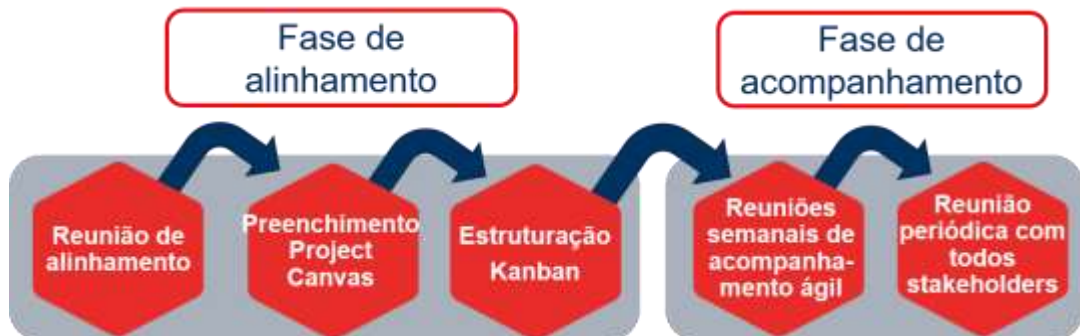 Fase de
alinhamento
Fase de
acompanhamento
Reunião de
alinhamento
Preenchimento
Project
Canvas
Estruturação
Kanban
Reuniões
semanais de
acompanha-
mento ágil
Reunião
periódica com
todos
stakeholders